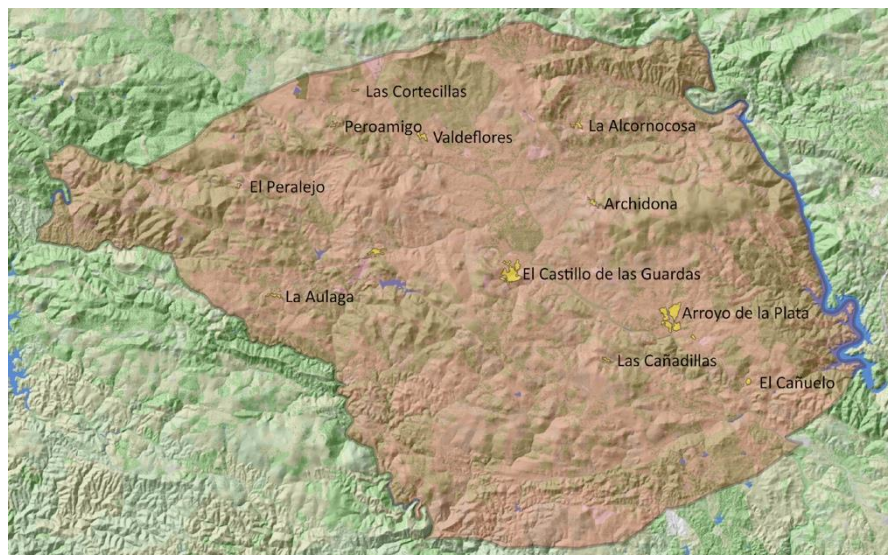 Las Cortecillas
Peroamigo
Valdeflores
La Alcornocosa
El Peralejo
Archidona
El Castillo de las Guardas
La Aulaga
Arroyo de la Plata
Las Cañadillas
El Cañuelo